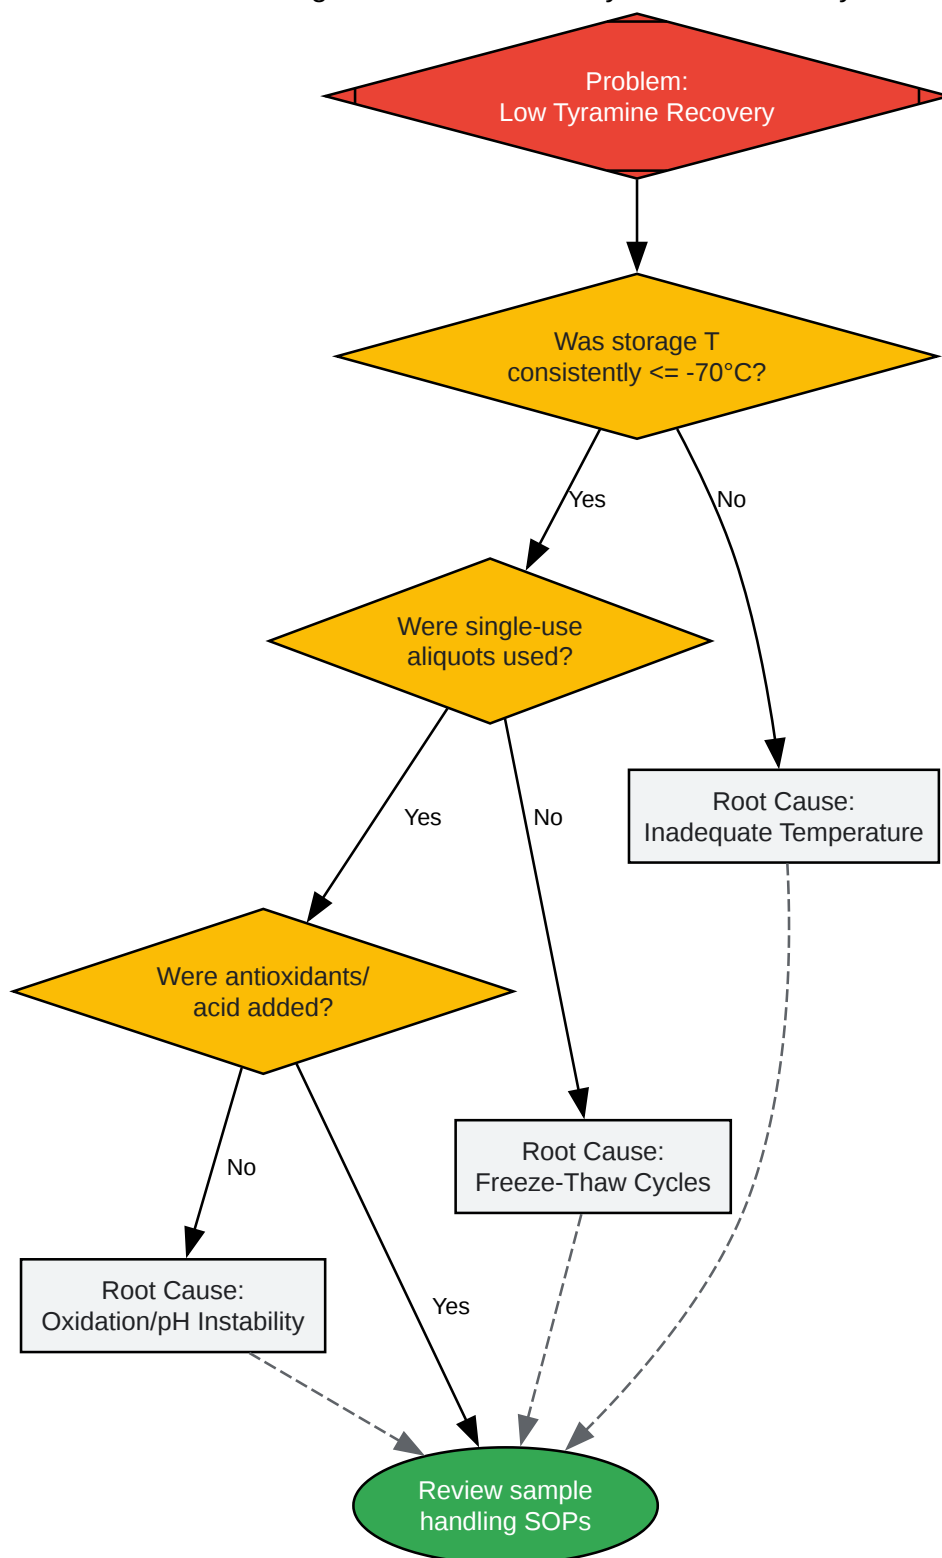 Problem:
Low Tyramine Recovery
Was storage T
consistently <= -70°C?
Yes
No
Were single-use
aliquots used?
Root Cause:
Inadequate Temperature
Yes
No
Were antioxidants/
acid added?
Root Cause:
Freeze-Thaw Cycles
No
Root Cause:
Oxidation/pH Instability
Yes
Review sample
handling SOPs